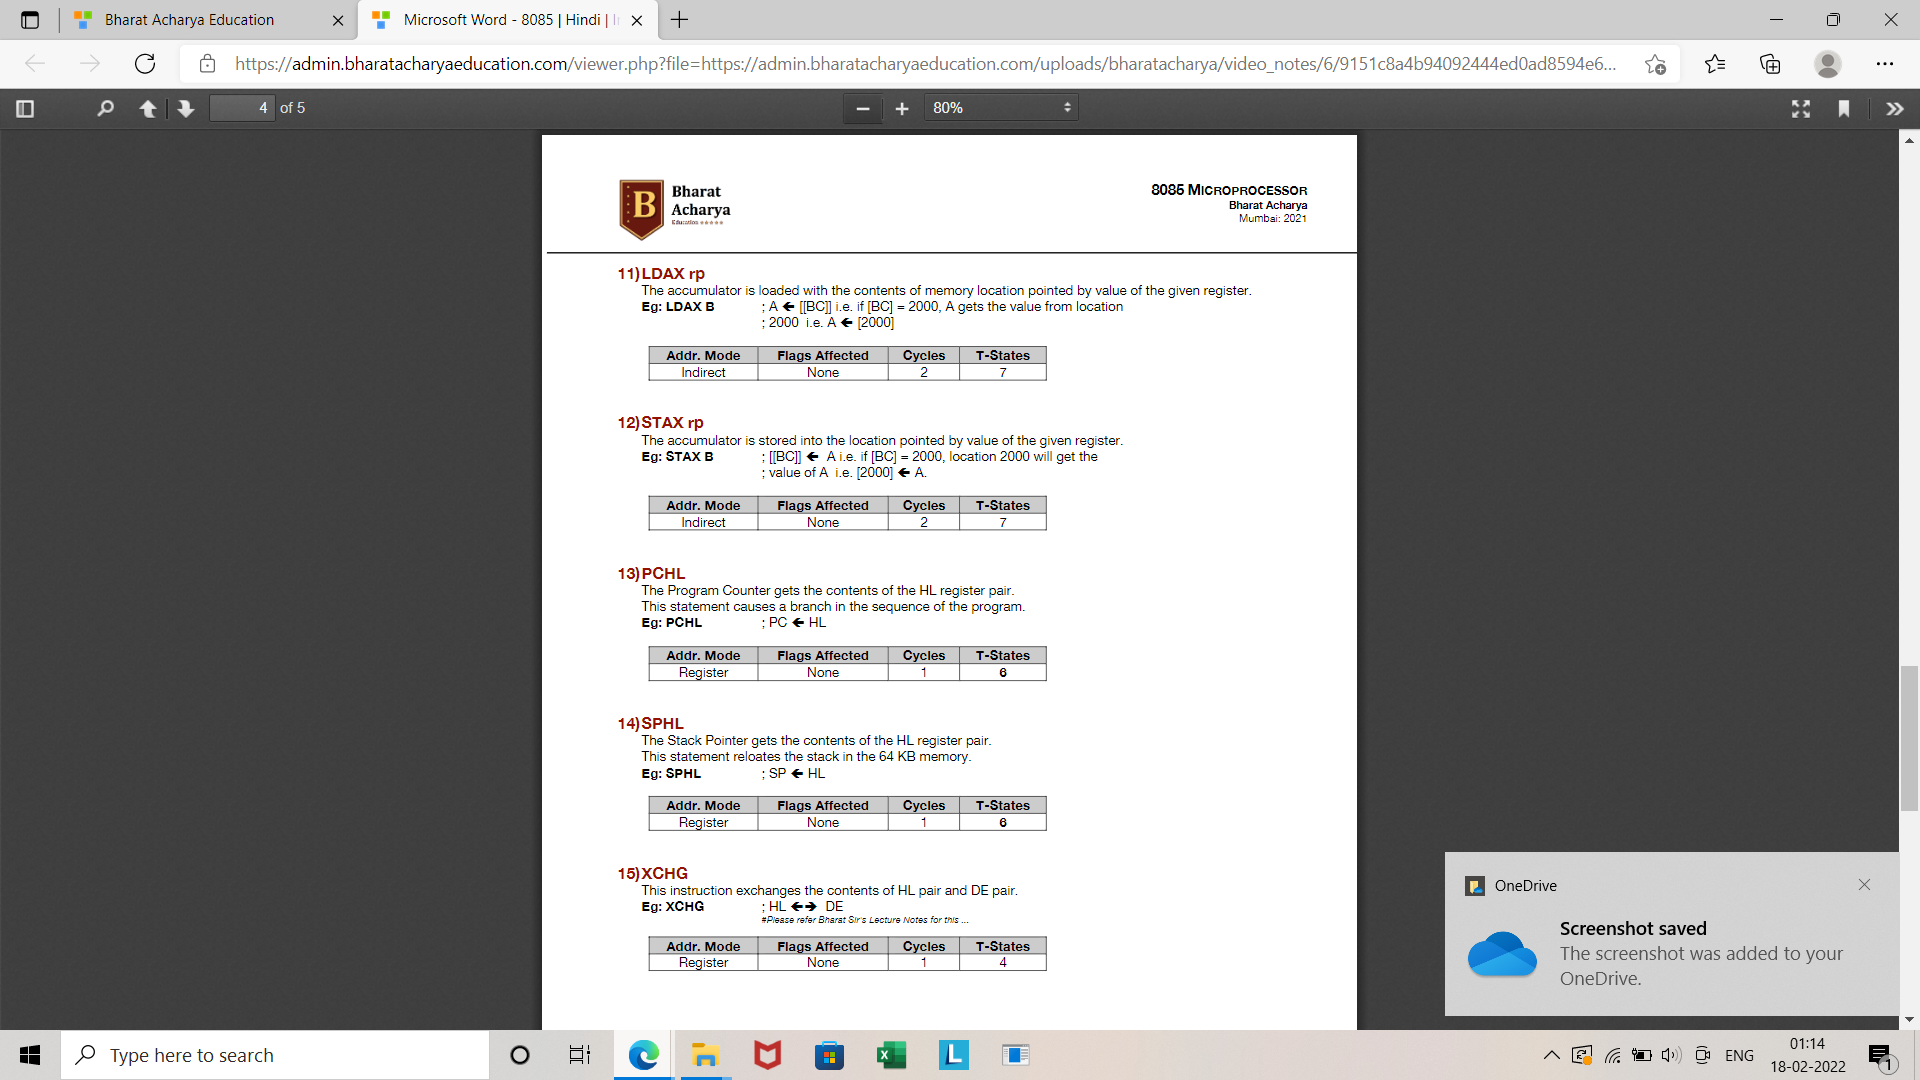 Bharat Acharya Education
Microsoft Word - 8085 | Hindi |
https://admin.bharatacharyaeducation.com/viewer.php?file=https://admin.bharatacharyaeducation.com/uploads/bharatacharya/video_notes/6/9151c8a4b94092444ed0ad8594e6...
4 of 5
80%
B
Bharat
Acharya
Education
8085 MICROPROCESSOR
Bharat Acharya
Mumbai: 2021
11)LDAX rp
The accumulator is loaded with the contents of memory location pointed by value of the given register.
Eg: LDAX B ; A ← [[BC]] i.e. if [BC] = 2000, A gets the value from location
; 2000 i.e. A ← [2000]
Addr. Mode Flags Affected Cycles T-States
Indirect None 2 7
12)STAX rp
The accumulator is stored into the location pointed by value of the given register.
Eg: STAX B ; [[BC]] ← A i.e. if [BC] = 2000, location 2000 will get the
; value of A i.e. [2000] ← A.
Addr. Mode Flags Affected Cycles T-States
Indirect None 2 7
13)PCHL
The Program Counter gets the contents of the HL register pair.
This statement causes a branch in the sequence of the program.
Eg: PCHL ; PC ← HL
Addr. Mode Flags Affected Cycles T-States
Register None 1 6
14)SPHL
The Stack Pointer gets the contents of the HL register pair.
This statement reloates the stack in the 64 KB memory.
Eg: SPHL ; SP ← HL
Addr. Mode Flags Affected Cycles T-States
Register None 1 6
15)XCHG
This instruction exchanges the contents of HL pair and DE pair.
Eg: XCHG ; HL ←→ DE
#Please refer Bharat Sir's Lecture Notes for this ...
Addr. Mode Flags Affected Cycles T-States
Register None 1 4
OneDrive
Screenshot saved
The screenshot was added to your
OneDrive.
Type here to search
L
ENG
01:14
18-02-2022
1